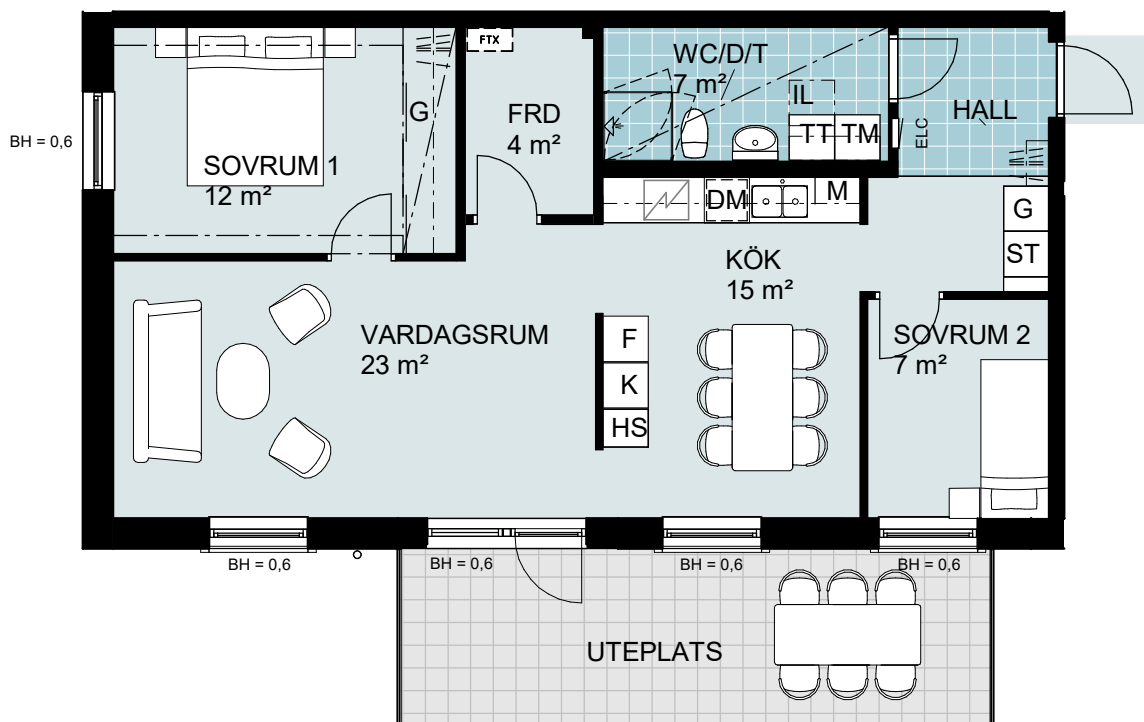 FTX
WC/D/T
7 m²
G
FRD
4 m²
IL
HALL
TT
TM
ELC
BH = 0,6
SOVRUM 1
12 m²
DM
M
G
ST
KÖK
15 m²
VARDAGSRUM
23 m²
F
K
HS
SOVRUM 2
7 m²
BH = 0,6
BH = 0,6
BH = 0,6
BH = 0,6
UTEPLATS